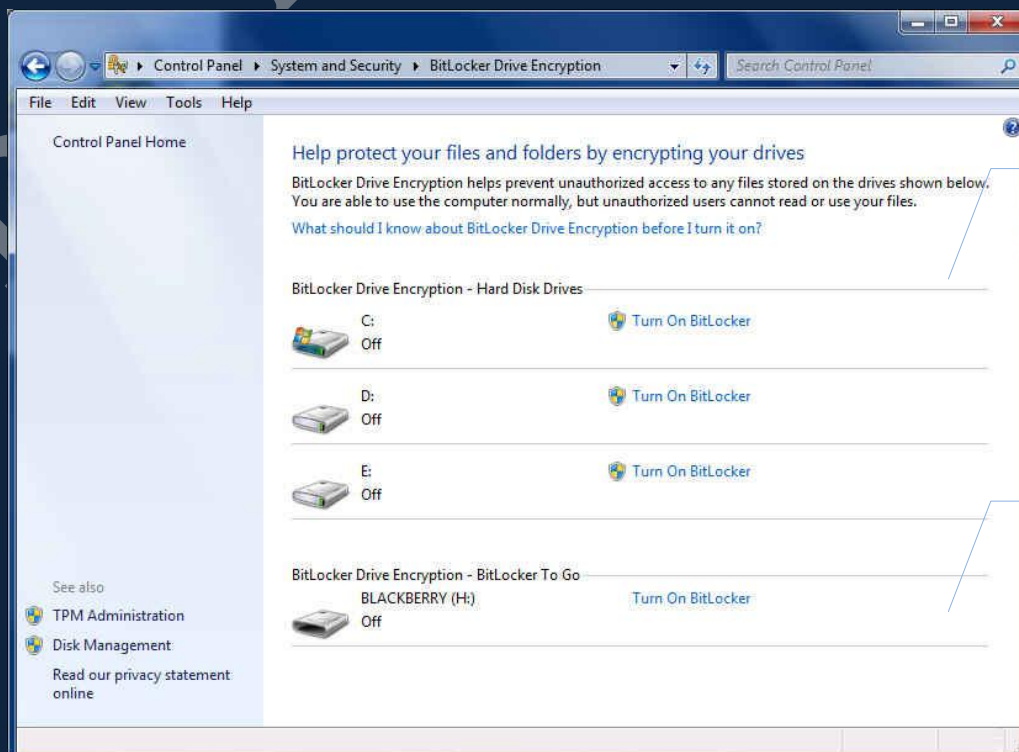 Control Panel ▸ System and Security ▸ BitLocker Drive Encryption
Search Control Panel
File Edit View Tools Help
Control Panel Home
Help protect your files and folders by encrypting your drives
BitLocker Drive Encryption helps prevent unauthorized access to any files stored on the drives shown below.
You are able to use the computer normally, but unauthorized users cannot read or use your files.
What should I know about BitLocker Drive Encryption before I turn it on?
BitLocker Drive Encryption - Hard Disk Drives
C: Turn On BitLocker
Off
D: Turn On BitLocker
Off
E: Turn On BitLocker
Off
BitLocker Drive Encryption - BitLocker To Go
BLACKBERRY (H:) Turn On BitLocker
Off
See also
TPM Administration
Disk Management
Read our privacy statement
online